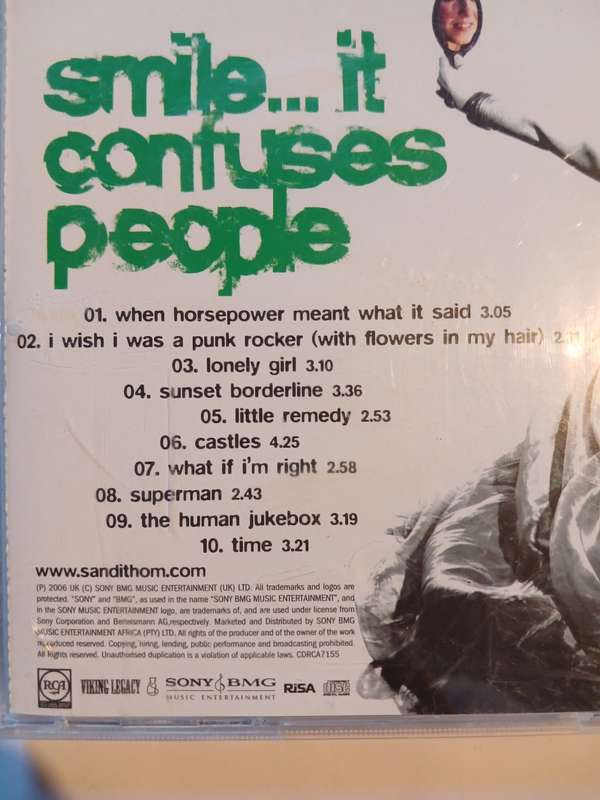 smile... it
confuses
people
01. when horsepower meant what it said 3.05
02. i wish i was a punk rocker (with flowers in my hair) 2.31
03. lonely girl 3.10
04. sunset borderline 3.36
05. little remedy 2.53
06. castles 4.25
07. what if i'm right 2.58
08. superman 2.43
09. the human jukebox 3.19
10. time 3.21
www.sandithom.com
(P) 2006 UK (C) SONY BMG MUSIC ENTERTAINMENT (UK) LTD. All trademarks and logos are
protected. "SONY" and "BMG", as used in the name "SONY BMG MUSIC ENTERTAINMENT", and
in the SONY MUSIC ENTERTAINMENT logo, are trademarks of, and are used under license from
Sony Corporation and Bertelsmann AG,respectively. Marketed and Distributed by SONY BMG
MUSIC ENTERTAINMENT AFRICA (PTY) LTD. All rights of the producer and of the owner of the work
reproduced reserved. Copying, hiring, lending, public performance and broadcasting prohibited.
All Rights reserved. Unauthorised duplication is a violation of applicable laws. CDRCA7155
RCA VIKING LEGACY SONY BMG RiSA disc
MUSIC ENTERTAINMENT